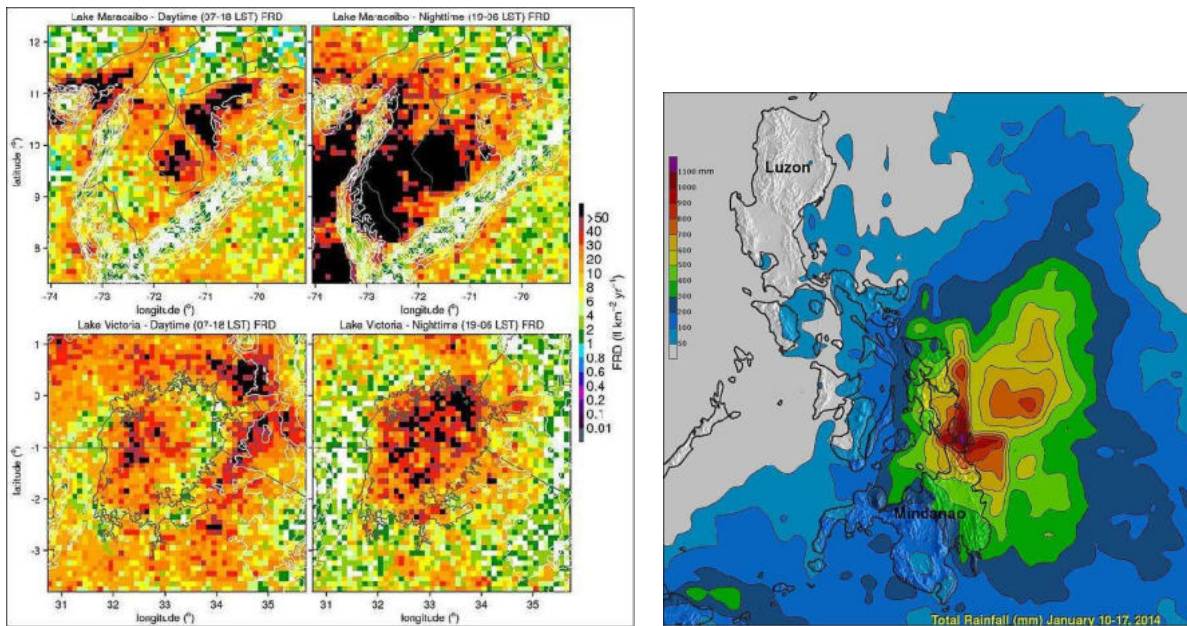 Lake Maracaibo - Daytime (07-18 LST) FRD
Lake Maracaibo - Nighttime (19-06 LST) FRD
12
11
10
9
8
latitude (°)
-74 -73 -72 -71 -70
longitude (°)
-74 -73 -72 -71 -70
longitude (°)
Lake Victoria - Daytime (07-18 LST) FRD
Lake Victoria - Nighttime (19-06 LST) FRD
1
0
-1
-2
-3
latitude (°)
31 32 33 34 35
longitude (°)
31 32 33 34 35
longitude (°)
>50
40
30
20
10
8
6
4
2
1
0.8
0.6
0.4
0.2
0.1
0.01
FRD (fl km⁻² yr⁻¹)
Luzon
1100 mm
1000
900
800
700
600
500
400
300
200
100
50
Mindanao
Total Rainfall (mm) January 10-17, 2014